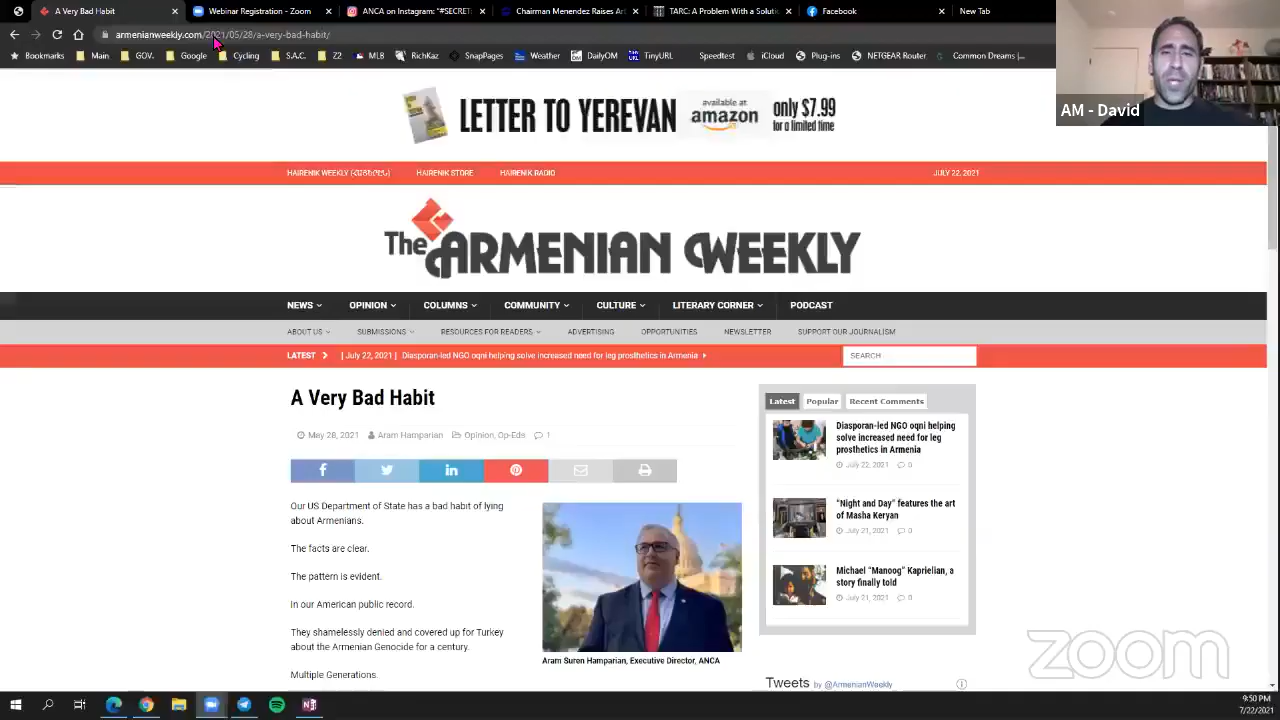 Webinar Registration - Zoom
ANCA on Instagram: "#SECRET
Chairman Menendez Raises Arts
TARC: A Problem With a Solutio
Facebook
New Tab
armenianweekly.com/2021/05/28/a-very-bad-habit/
Bookmarks Main GOV. Google Cycling S.A.C. Z2 MLB RichKaz SnapPages Weather DailyOM TinyURL Speedtest iCloud Plug-ins NETGEAR Router Common Dreams |...
AM - David
LETTER TO YEREVAN available at amazon only $7.99 for a limited time
HAIRENIK WEEKLY HAIRENIK STORE HAIRENIK RADIO JULY 22, 2021
The ARMENIAN WEEKLY
NEWS OPINION COLUMNS COMMUNITY CULTURE LITERARY CORNER PODCAST
ABOUT US SUBMISSIONS RESOURCES FOR READERS ADVERTISING OPPORTUNITIES NEWSLETTER SUPPORT OUR JOURNALISM
LATEST [ July 22, 2021 ] Diasporan-led NGO oqni helping solve increased need for leg prosthetics in Armenia SEARCH
A Very Bad Habit
May 28, 2021 Aram Hamparian Opinion, Op-Eds 1
Our US Department of State has a bad habit of lying
about Armenians.
The facts are clear.
The pattern is evident.
In our American public record.
They shamelessly denied and covered up for Turkey
about the Armenian Genocide for a century.
Multiple Generations.
Aram Suren Hamparian, Executive Director, ANCA
Latest Popular Recent Comments
Diasporan-led NGO oqni helping
solve increased need for leg
prosthetics in Armenia
July 22, 2021 0
"Night and Day" features the art
of Masha Keryan
July 21, 2021 0
Michael "Manoog" Kaprielian, a
story finally told
July 21, 2021 0
Tweets by @ArmenianWeekly
zoom
9:50 PM
7/22/2021